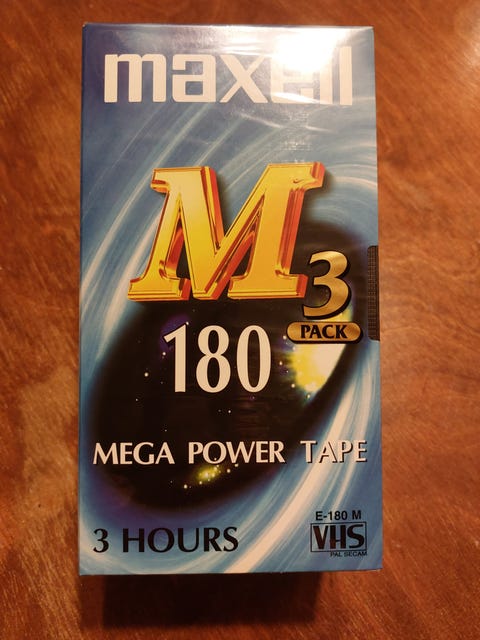 maxell
M
3
PACK
180
MEGA POWER TAPE
3 HOURS
E-180 M
VHS
PAL SECAM